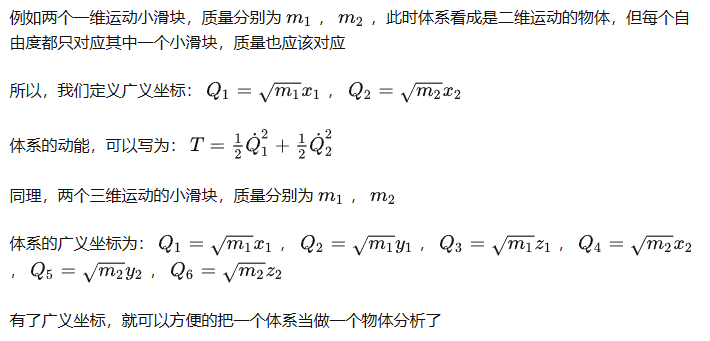 例如两个一维运动小滑块，质量分别为 $m_1$ ， $m_2$ ，此时体系看成是二维运动的物体，但每个自
由度都只对应其中一个小滑块，质量也应该对应
所以，我们定义广义坐标： $Q_1 = \sqrt{m_1}x_1$ ， $Q_2 = \sqrt{m_2}x_2$
体系的动能，可以写为： $T = \frac{1}{2}\dot{Q}_1^2 + \frac{1}{2}\dot{Q}_2^2$
同理，两个三维运动的小滑块，质量分别为 $m_1$ ， $m_2$
体系的广义坐标为： $Q_1 = \sqrt{m_1}x_1$ ， $Q_2 = \sqrt{m_1}y_1$ ， $Q_3 = \sqrt{m_1}z_1$ ， $Q_4 = \sqrt{m_2}x_2$
， $Q_5 = \sqrt{m_2}y_2$ ， $Q_6 = \sqrt{m_2}z_2$
有了广义坐标，就可以方便的把一个体系当做一个物体分析了